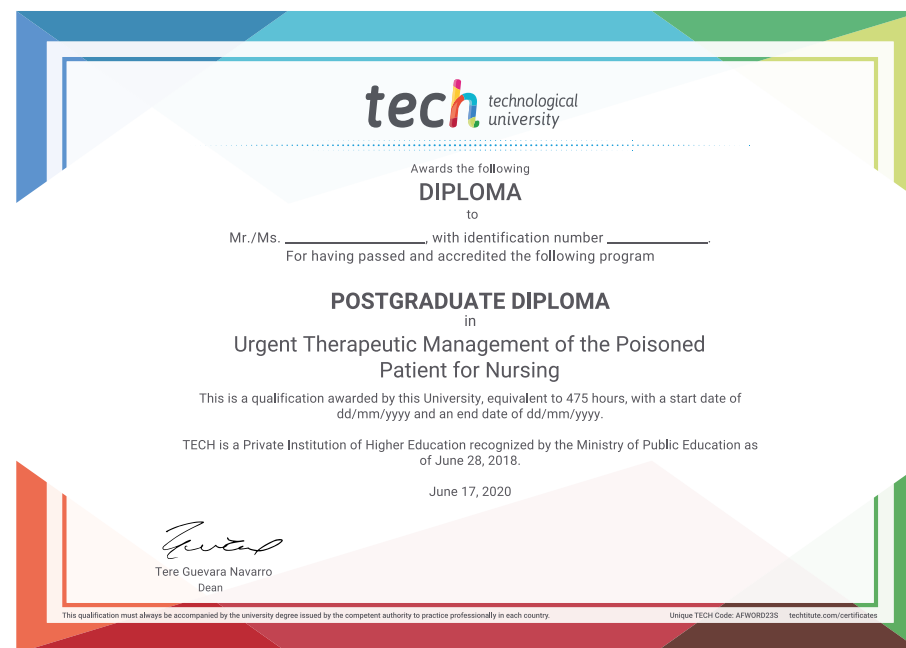 tech technological
university
Awards the following
DIPLOMA
to
Mr./Ms. ____________________, with identification number ______________.
For having passed and accredited the following program
POSTGRADUATE DIPLOMA
in
Urgent Therapeutic Management of the Poisoned
Patient for Nursing
This is a qualification awarded by this University, equivalent to 475 hours, with a start date of
dd/mm/yyyy and an end date of dd/mm/yyyy.
TECH is a Private Institution of Higher Education recognized by the Ministry of Public Education as
of June 28, 2018.
June 17, 2020
Tere Guevara Navarro
Dean
This qualification must always be accompanied by the university degree issued by the competent authority to practice professionally in each country.
Unique TECH Code: AFWORD23S techtitute.com/certificates